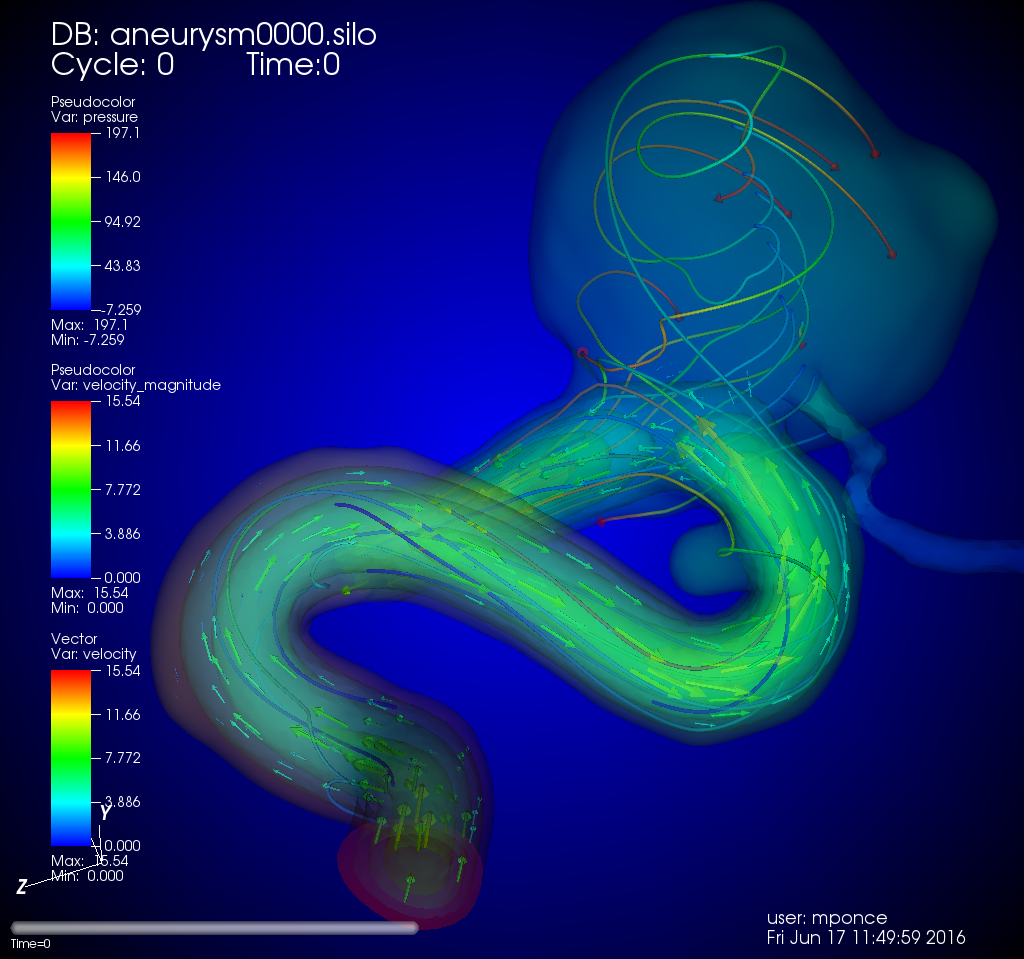 DB: aneurysm0000.silo
Cycle: 0 Time:0
Pseudocolor
Var: pressure
197.1
146.0
94.92
43.83
-7.259
Max: 197.1
Min: -7.259
Pseudocolor
Var: velocity_magnitude
15.54
11.66
7.772
3.886
0.000
Max: 15.54
Min: 0.000
Vector
Var: velocity
15.54
11.66
7.772
3.886
Y
0.000
Max: 15.54
Min: 0.000
Z
Time=0
user: mponce
Fri Jun 17 11:49:59 2016